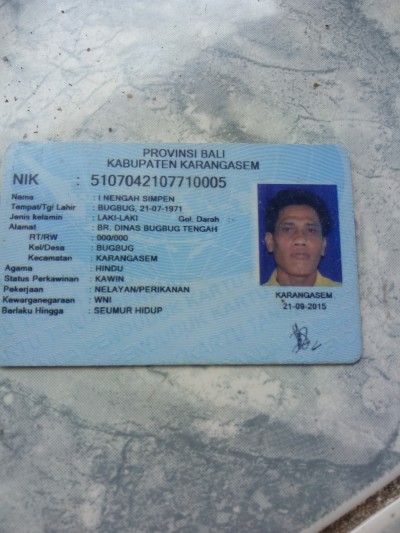 PROVINSI BALI
KABUPATEN KARANGASEM
NIK : 5107042107710005
Nama : I NENGAH SIMPEN
Tempat/Tgl Lahir : BUGBUG, 21-07-1971
Jenis kelamin : LAKI-LAKI Gol. Darah : -
Alamat : BR. DINAS BUGBUG TENGAH
RT/RW : 000/000
Kel/Desa : BUGBUG
Kecamatan : KARANGASEM
Agama : HINDU
Status Perkawinan : KAWIN
Pekerjaan : NELAYAN/PERIKANAN
Kewarganegaraan : WNI
Berlaku Hingga : SEUMUR HIDUP
KARANGASEM
21-09-2015